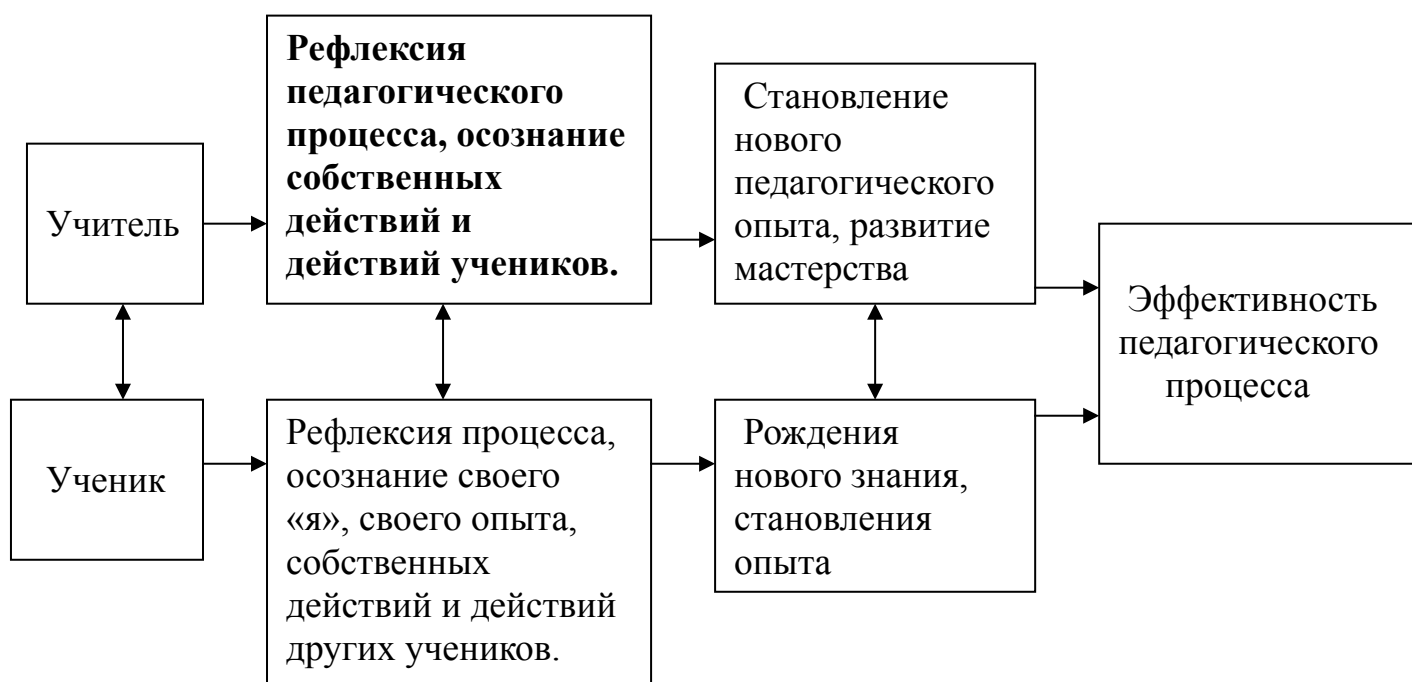 Учитель
Рефлексия
педагогического
процесса, осознание
собственных
действий и
действий учеников.
Становление
нового
педагогического
опыта, развитие
мастерства
Эффективность
педагогического
процесса
Ученик
Рефлексия процесса,
осознание своего
«я», своего опыта,
собственных
действий и действий
других учеников.
Рождения
нового знания,
становления
опыта